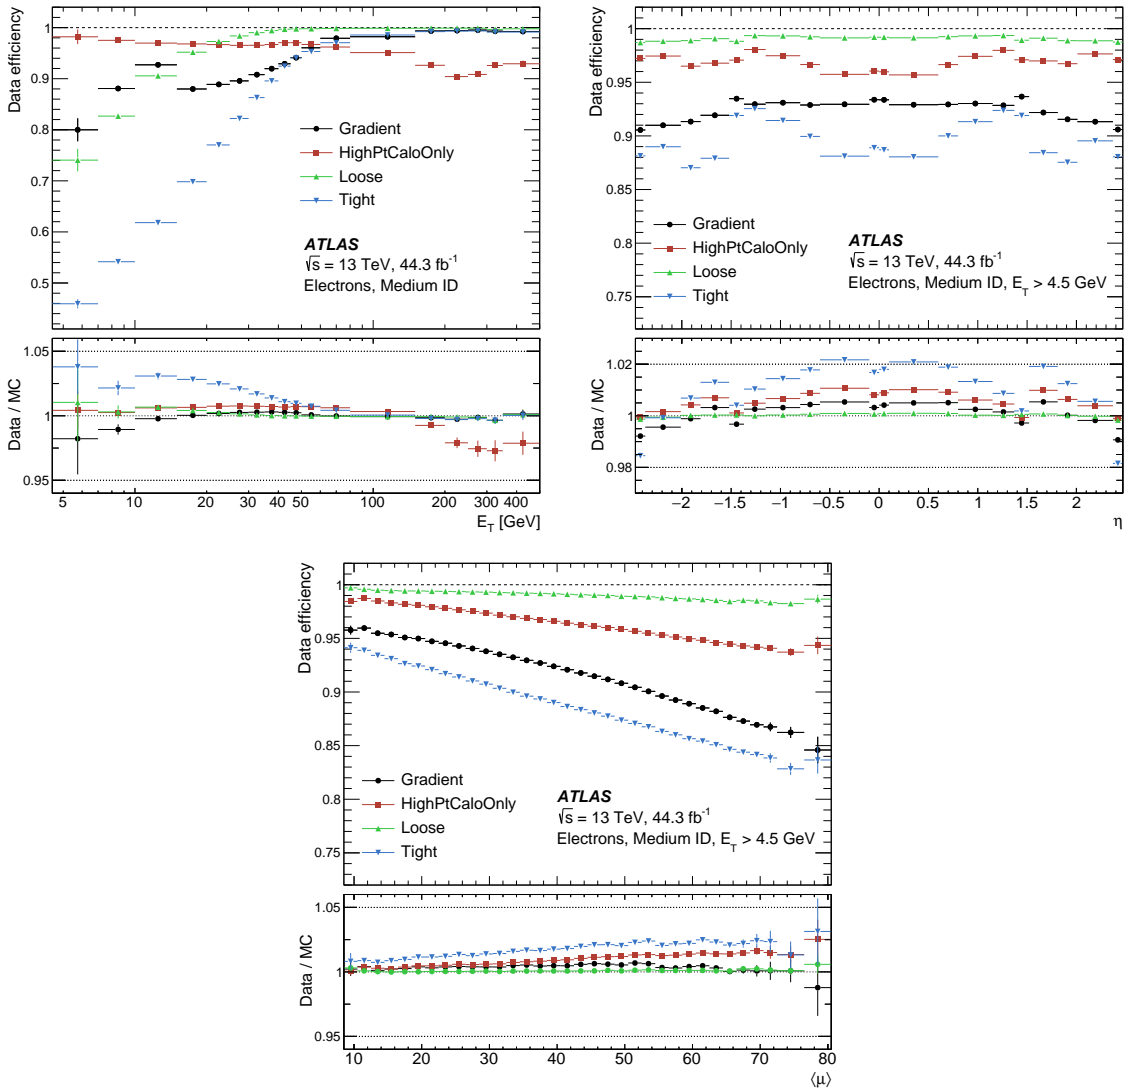 Data efficiency
1
0.9
0.8
0.7
0.6
0.5
Gradient
HighPtCaloOnly
Loose
Tight
ATLAS
√s = 13 TeV, 44.3 fb⁻¹
Electrons, Medium ID
Data / MC
1.05
1
0.95
5 10 20 30 40 50 100 200 300 400
E_T [GeV]
Data efficiency
1
0.95
0.9
0.85
0.8
0.75
Gradient
HighPtCaloOnly
Loose
Tight
ATLAS
√s = 13 TeV, 44.3 fb⁻¹
Electrons, Medium ID, E_T > 4.5 GeV
Data / MC
1.02
1
0.98
−2 −1.5 −1 −0.5 0 0.5 1 1.5 2
η
Data efficiency
1
0.95
0.9
0.85
0.8
0.75
Gradient
HighPtCaloOnly
Loose
Tight
ATLAS
√s = 13 TeV, 44.3 fb⁻¹
Electrons, Medium ID, E_T > 4.5 GeV
Data / MC
1.05
1
0.95
10 20 30 40 50 60 70 80
⟨μ⟩